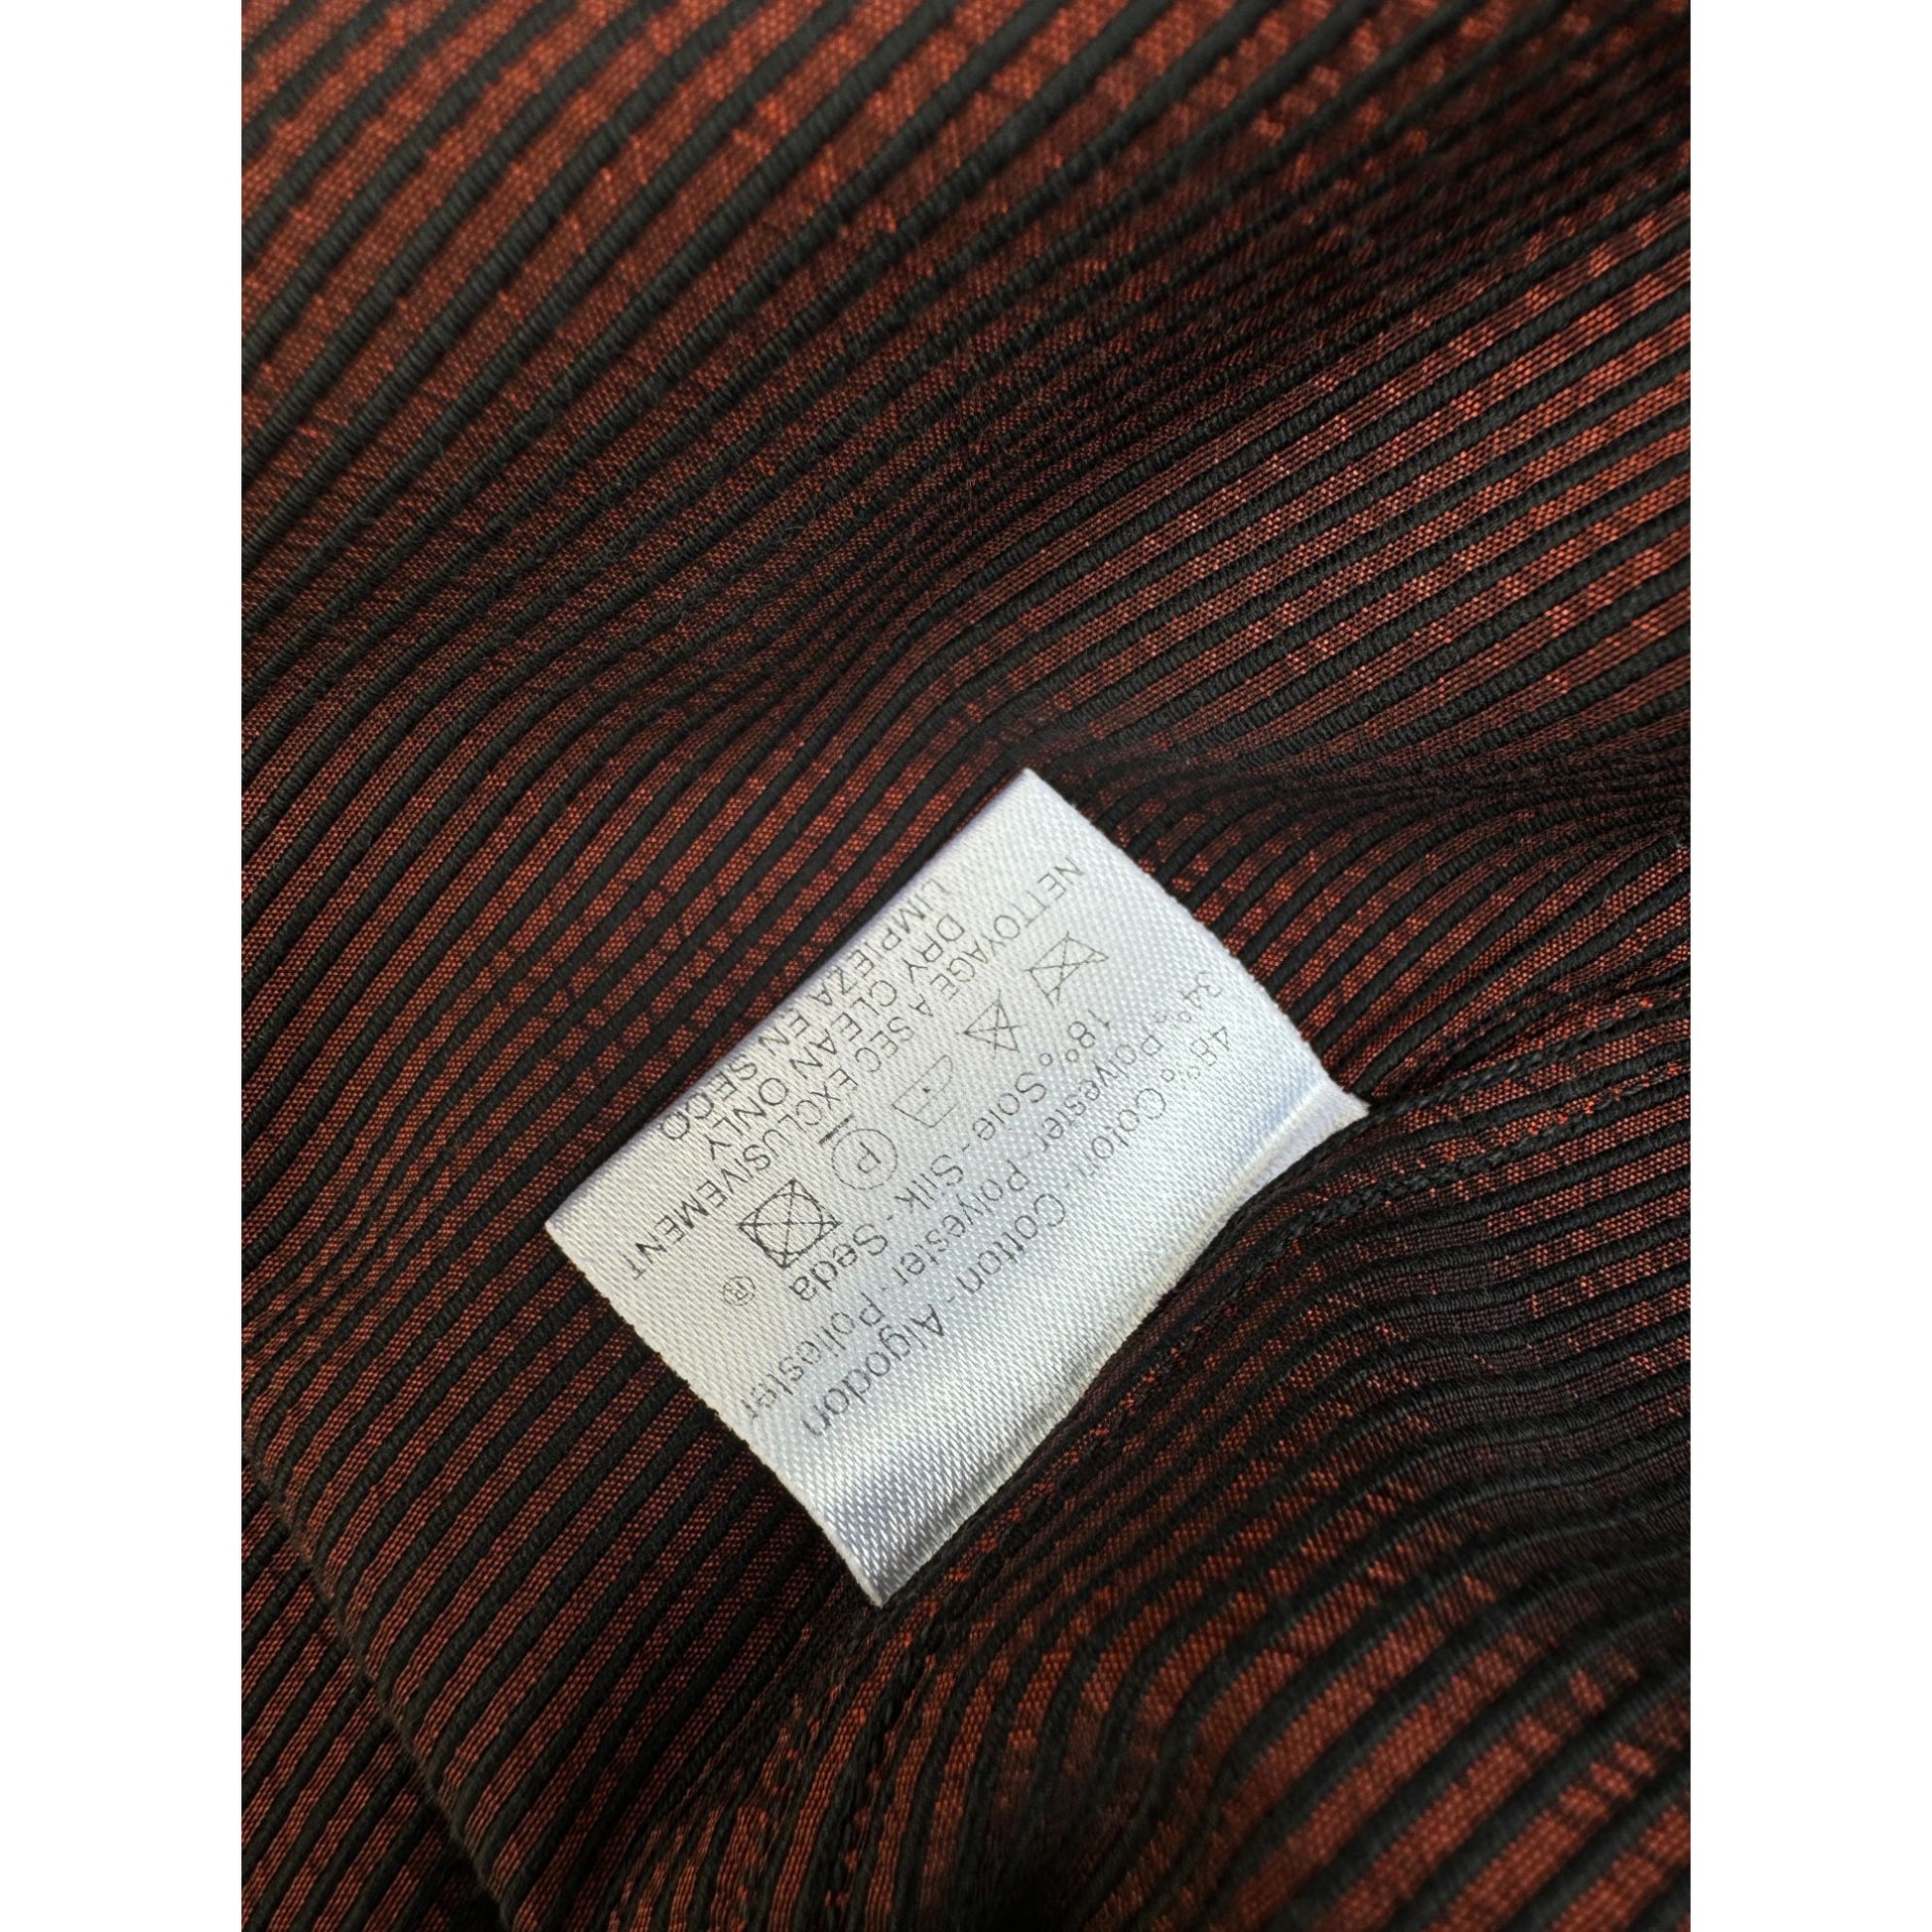 48% Coton - Cotton - Algodon
34% Polyester - Polyester - Poliester
18% Soie - Silk - Seda
P
®
NETTOYAGE A SEC EXCLUSIVEMENT
DRY CLEAN ONLY
LIMPIEZA EN SECO